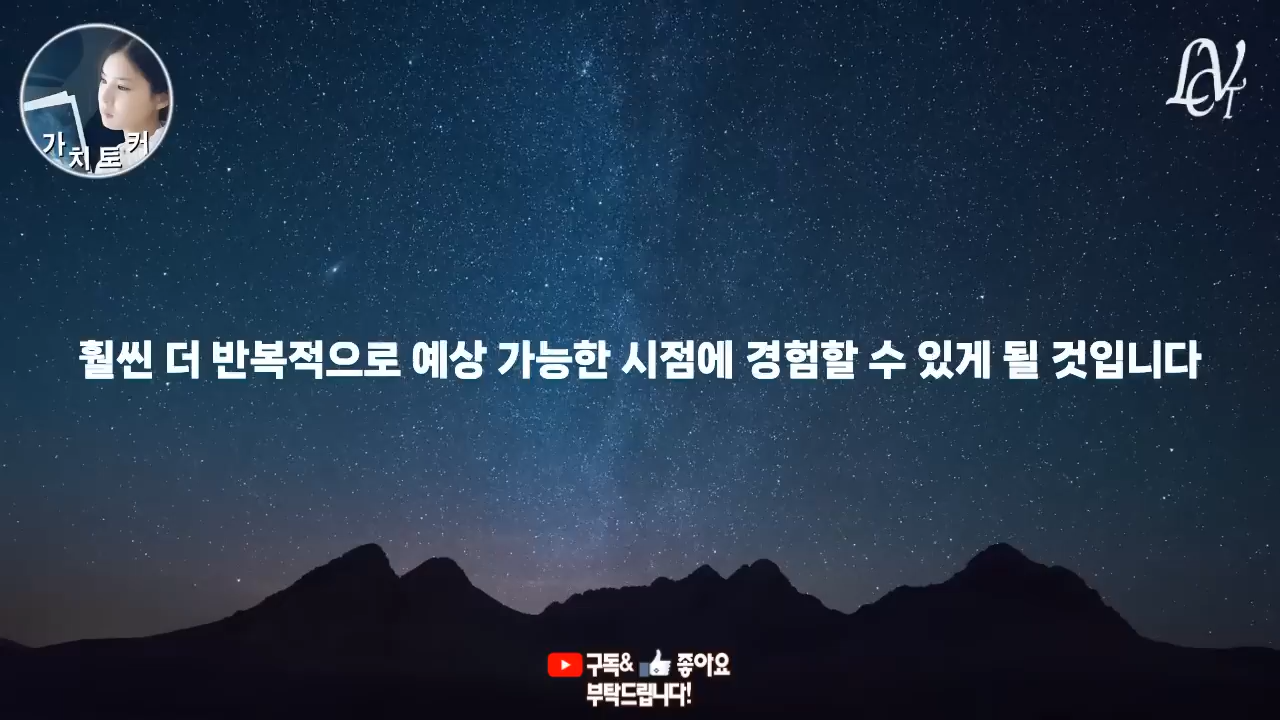 가치토커
훨씬 더 반복적으로 예상 가능한 시점에 경험할 수 있게 될 것입니다
구독& 좋아요
부탁드립니다!